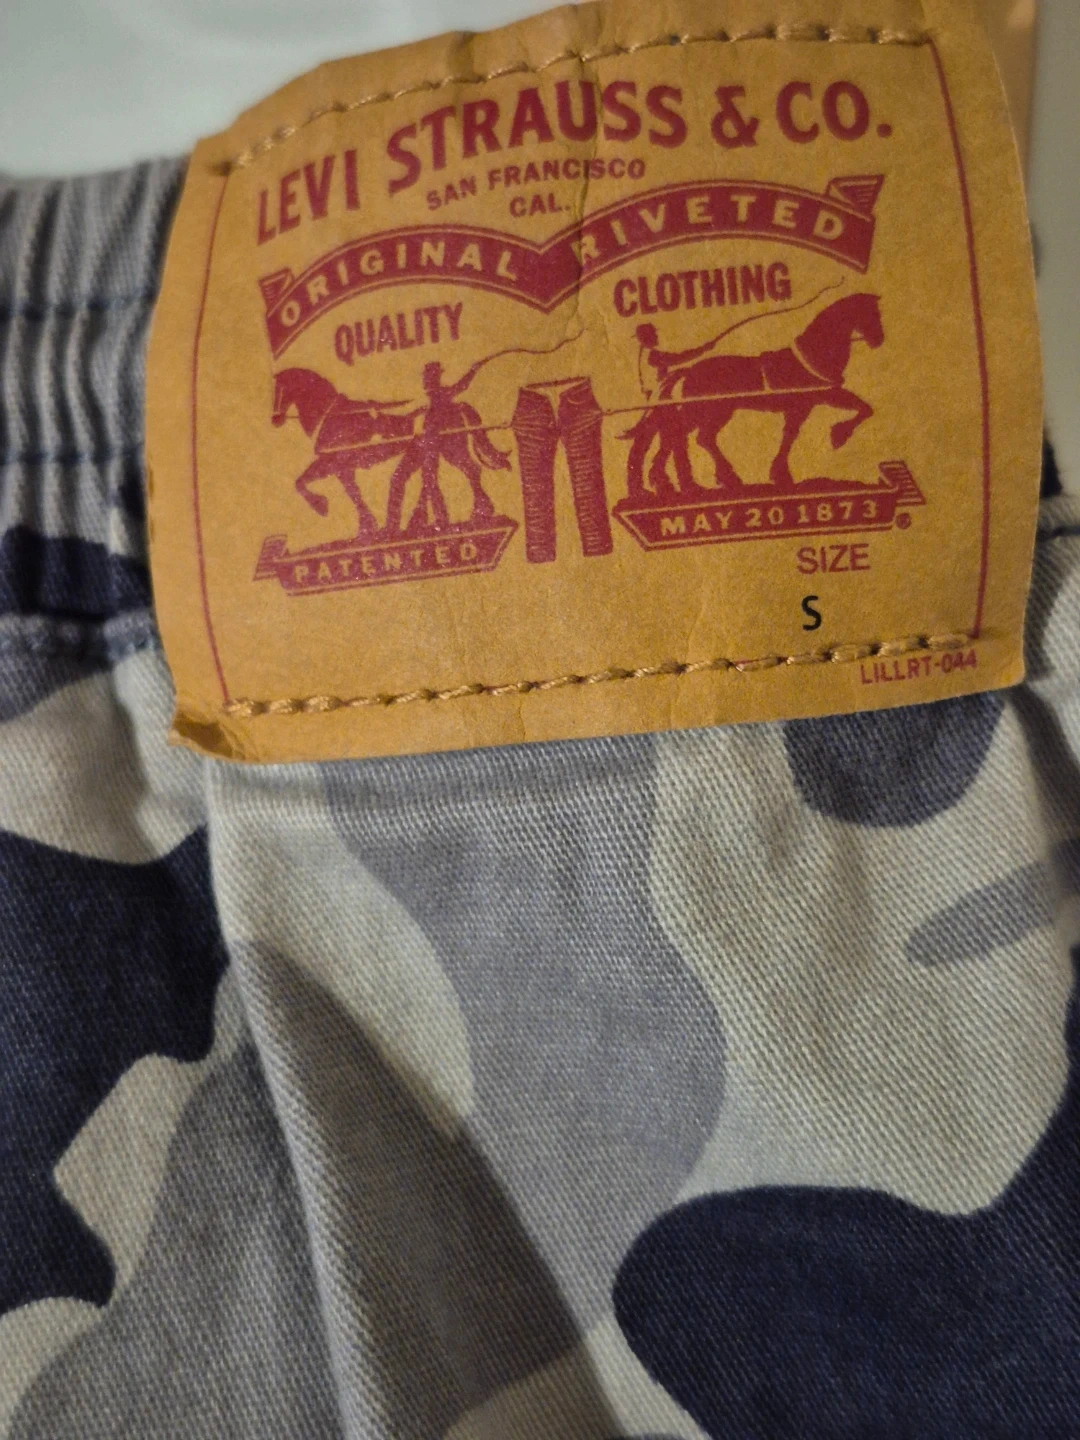 LEVI STRAUSS & CO.
SAN FRANCISCO
CAL.
ORIGINAL RIVETED
QUALITY CLOTHING
PATENTED MAY 20 1873
SIZE
S
LILLRT-044